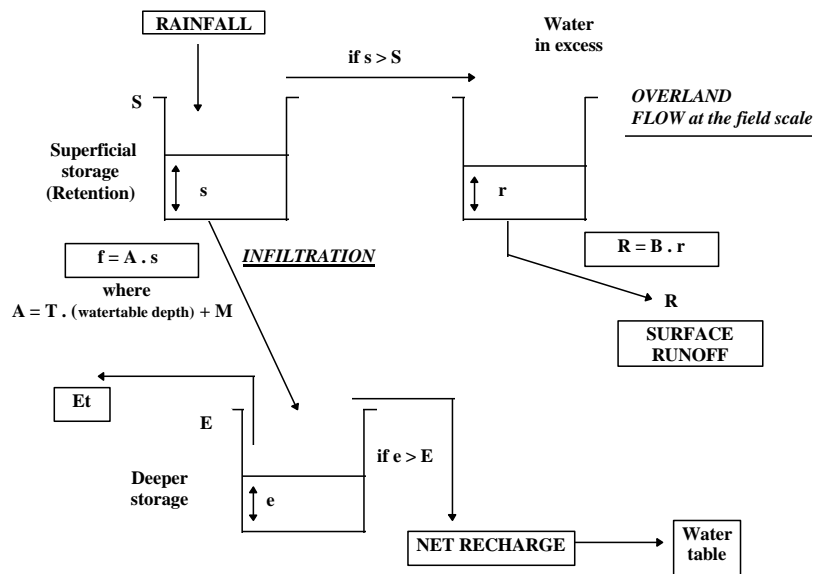 RAINFALL
Water
in excess
if s > S
S
OVERLAND
FLOW at the field scale
Superficial
storage
(Retention)
s
r
f = A . s
INFILTRATION
R = B . r
where
A = T . (watertable depth) + M
R
SURFACE
RUNOFF
Et
E
if e > E
Deeper
storage
e
NET RECHARGE
Water
table